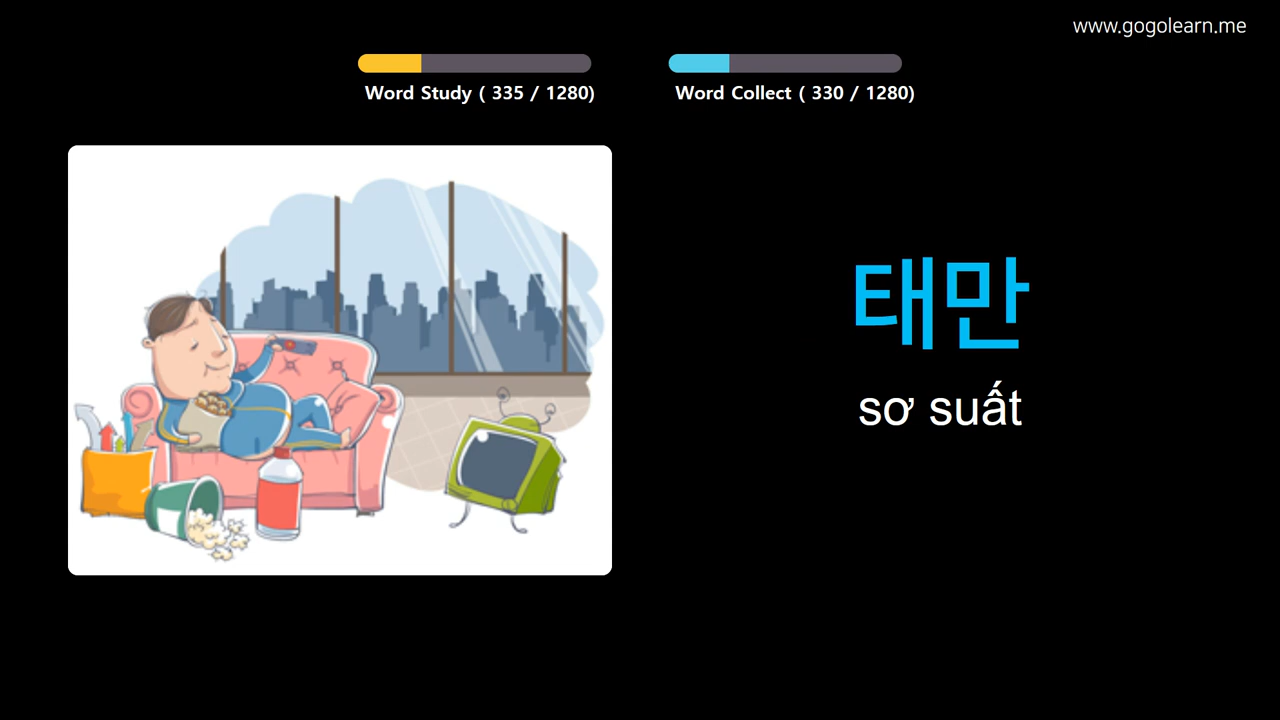 www.gogolearn.me
Word Study ( 335 / 1280)
Word Collect ( 330 / 1280)
태만
sơ suất